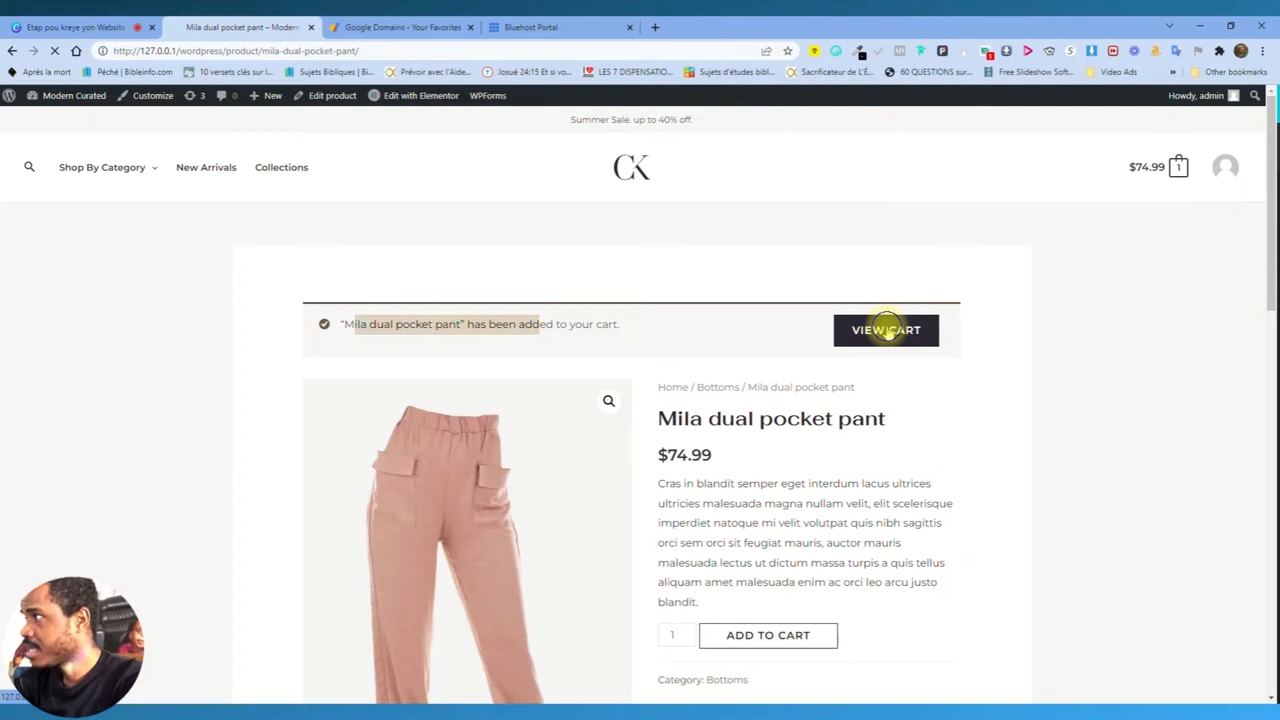 Etap pou kreye yon Website
Mila dual pocket pant – Modern
Google Domains - Your Favorites
Bluehost Portal
http://127.0.0.1/wordpress/product/mila-dual-pocket-pant/
Après la mort
Péché | Bibleinfo.com
10 versets clés sur l...
Sujets Bibliques | Bi...
Prévoir avec l'Aide...
Josué 24:15 Et si vo...
LES 7 DISPENSATIO...
Sujets d'études bibl...
Sacrificateur de L'É...
60 QUESTIONS sur...
Free Slideshow Soft...
Video Ads
»
Other bookmarks
Modern Curated
Customize
3
0
New
Edit product
Edit with Elementor
WPForms
Howdy, admin
Summer Sale. up to 40% off.
Shop By Category
New Arrivals
Collections
CK
$74.99
1
“Mila dual pocket pant” has been added to your cart.
VIEW CART
Home / Bottoms / Mila dual pocket pant
Mila dual pocket pant
$74.99
Cras in blandit semper eget interdum lacus ultrices
ultricies malesuada magna nullam velit, elit scelerisque
imperdiet natoque mi velit volutpat quis nibh sagittis
orci sem orci sit feugiat mauris, auctor mauris
malesuada lectus ut dictum massa turpis a quis tellus
aliquam amet malesuada enim ac orci leo arcu justo
blandit.
1
ADD TO CART
Category: Bottoms